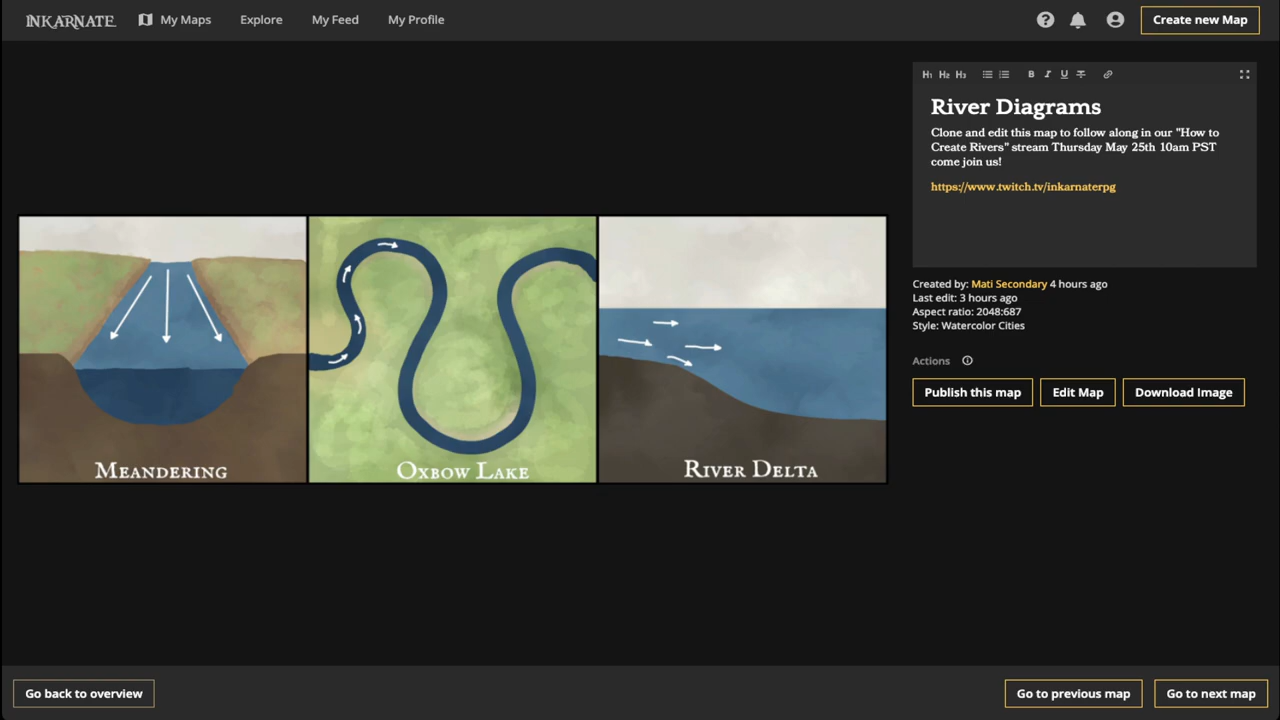 INKARNATE
My Maps
Explore
My Feed
My Profile
?
Create new Map
H1 H2 H3 B I U T
River Diagrams
Clone and edit this map to follow along in our "How to
Create Rivers" stream Thursday May 25th 10am PST
come join us!
https://www.twitch.tv/inkarnaterpg
Created by: Mati Secondary 4 hours ago
Last edit: 3 hours ago
Aspect ratio: 2048:687
Style: Watercolor Cities
Actions
Publish this map
Edit Map
Download Image
Meandering
Oxbow Lake
River Delta
Go back to overview
Go to previous map
Go to next map